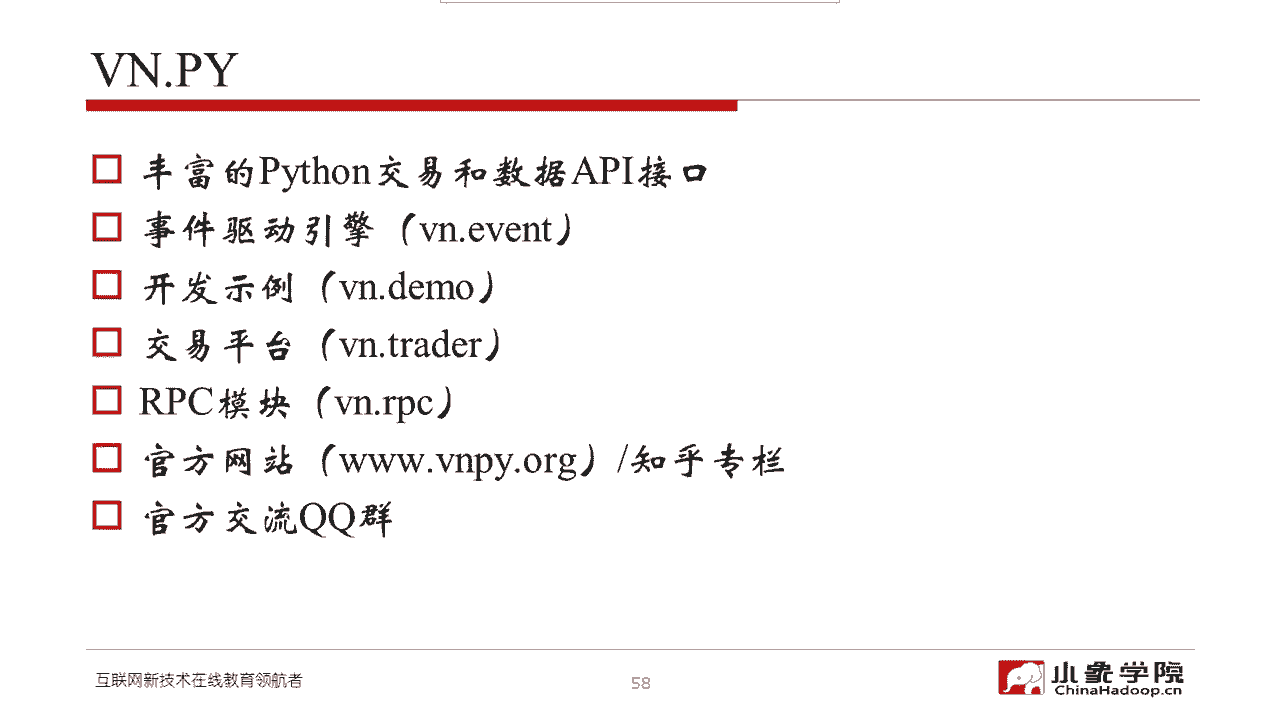 VN.PY
丰富的Python交易和数据API接口
事件驱动引擎（vn.event）
开发示例（vn.demo）
交易平台（vn.trader）
RPC模块（vn.rpc）
官方网站（www.vnpy.org）/知乎专栏
官方交流QQ群
互联网新技术在线教育领航者
58
小象学院
ChinaHadoop.cn